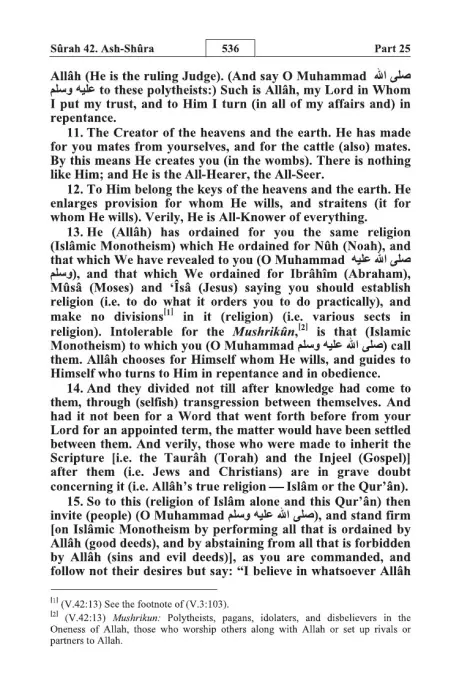 Sûrah 42. Ash-Shûra 536 Part 25
Allâh (He is the ruling Judge). (And say O Muhammad صلى الله
عليه وسلم to these polytheists:) Such is Allâh, my Lord in Whom
I put my trust, and to Him I turn (in all of my affairs and) in
repentance.
11. The Creator of the heavens and the earth. He has made
for you mates from yourselves, and for the cattle (also) mates.
By this means He creates you (in the wombs). There is nothing
like Him; and He is the All-Hearer, the All-Seer.
12. To Him belong the keys of the heavens and the earth. He
enlarges provision for whom He wills, and straitens (it for
whom He wills). Verily, He is All-Knower of everything.
13. He (Allâh) has ordained for you the same religion
(Islâmic Monotheism) which He ordained for Nûh (Noah), and
that which We have revealed to you (O Muhammad صلى الله عليه
وسلم), and that which We ordained for Ibrâhîm (Abraham),
Mûsâ (Moses) and ‘Îsâ (Jesus) saying you should establish
religion (i.e. to do what it orders you to do practically), and
make no divisions[1] in it (religion) (i.e. various sects in
religion). Intolerable for the Mushrikûn,[2] is that (Islamic
Monotheism) to which you (O Muhammad صلى الله عليه وسلم) call
them. Allâh chooses for Himself whom He wills, and guides to
Himself who turns to Him in repentance and in obedience.
14. And they divided not till after knowledge had come to
them, through (selfish) transgression between themselves. And
had it not been for a Word that went forth before from your
Lord for an appointed term, the matter would have been settled
between them. And verily, those who were made to inherit the
Scripture [i.e. the Taurâh (Torah) and the Injeel (Gospel)]
after them (i.e. Jews and Christians) are in grave doubt
concerning it (i.e. Allâh’s true religion — Islâm or the Qur’ân).
15. So to this (religion of Islâm alone and this Qur’ân) then
invite (people) (O Muhammad صلى الله عليه وسلم), and stand firm
[on Islâmic Monotheism by performing all that is ordained by
Allâh (good deeds), and by abstaining from all that is forbidden
by Allâh (sins and evil deeds)], as you are commanded, and
follow not their desires but say: “I believe in whatsoever Allâh
[1] (V.42:13) See the footnote of (V.3:103).
[2] (V.42:13) Mushrikun: Polytheists, pagans, idolaters, and disbelievers in the
Oneness of Allah, those who worship others along with Allah or set up rivals or
partners to Allah.